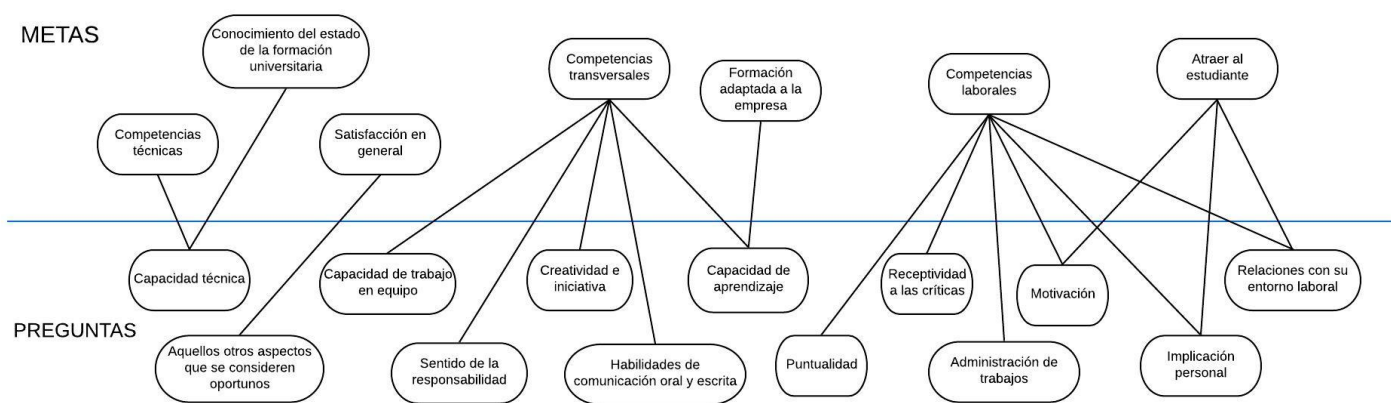 METAS
Conocimiento del estado
de la formación
universitaria
Competencias
técnicas
Satisfacción en
general
Competencias
transversales
Formación
adaptada a la
empresa
Competencias
laborales
Atraer al
estudiante
PREGUNTAS
Capacidad técnica
Aquellos otros aspectos
que se consideren
oportunos
Capacidad de trabajo
en equipo
Sentido de la
responsabilidad
Creatividad e
iniciativa
Habilidades de
comunicación oral y escrita
Capacidad de
aprendizaje
Puntualidad
Receptividad
a las críticas
Administración de
trabajos
Motivación
Implicación
personal
Relaciones con su
entorno laboral